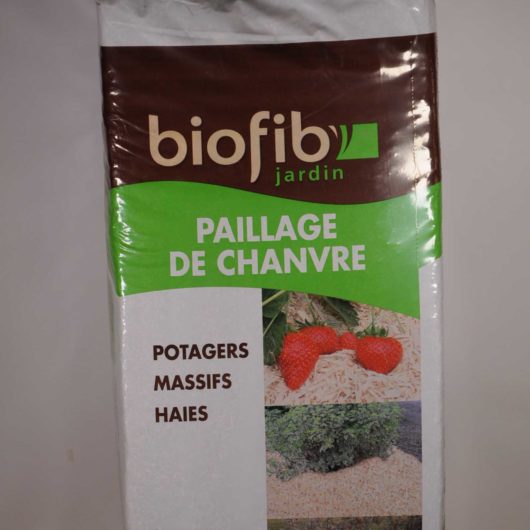 biofib
jardin
PAILLAGE
DE CHANVRE
POTAGERS
MASSIFS
HAIES